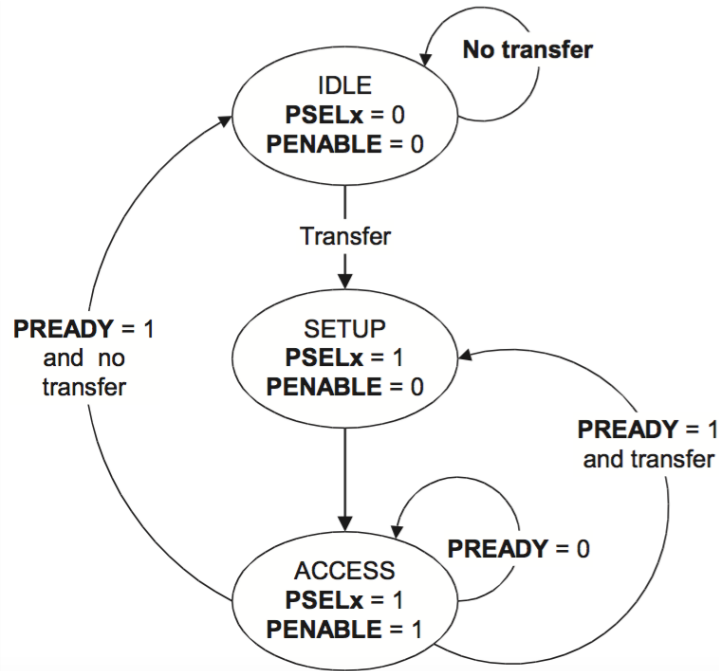 No transfer
IDLE
PSELx = 0
PENABLE = 0
Transfer
PREADY = 1
and no
transfer
SETUP
PSELx = 1
PENABLE = 0
PREADY = 1
and transfer
PREADY = 0
ACCESS
PSELx = 1
PENABLE = 1